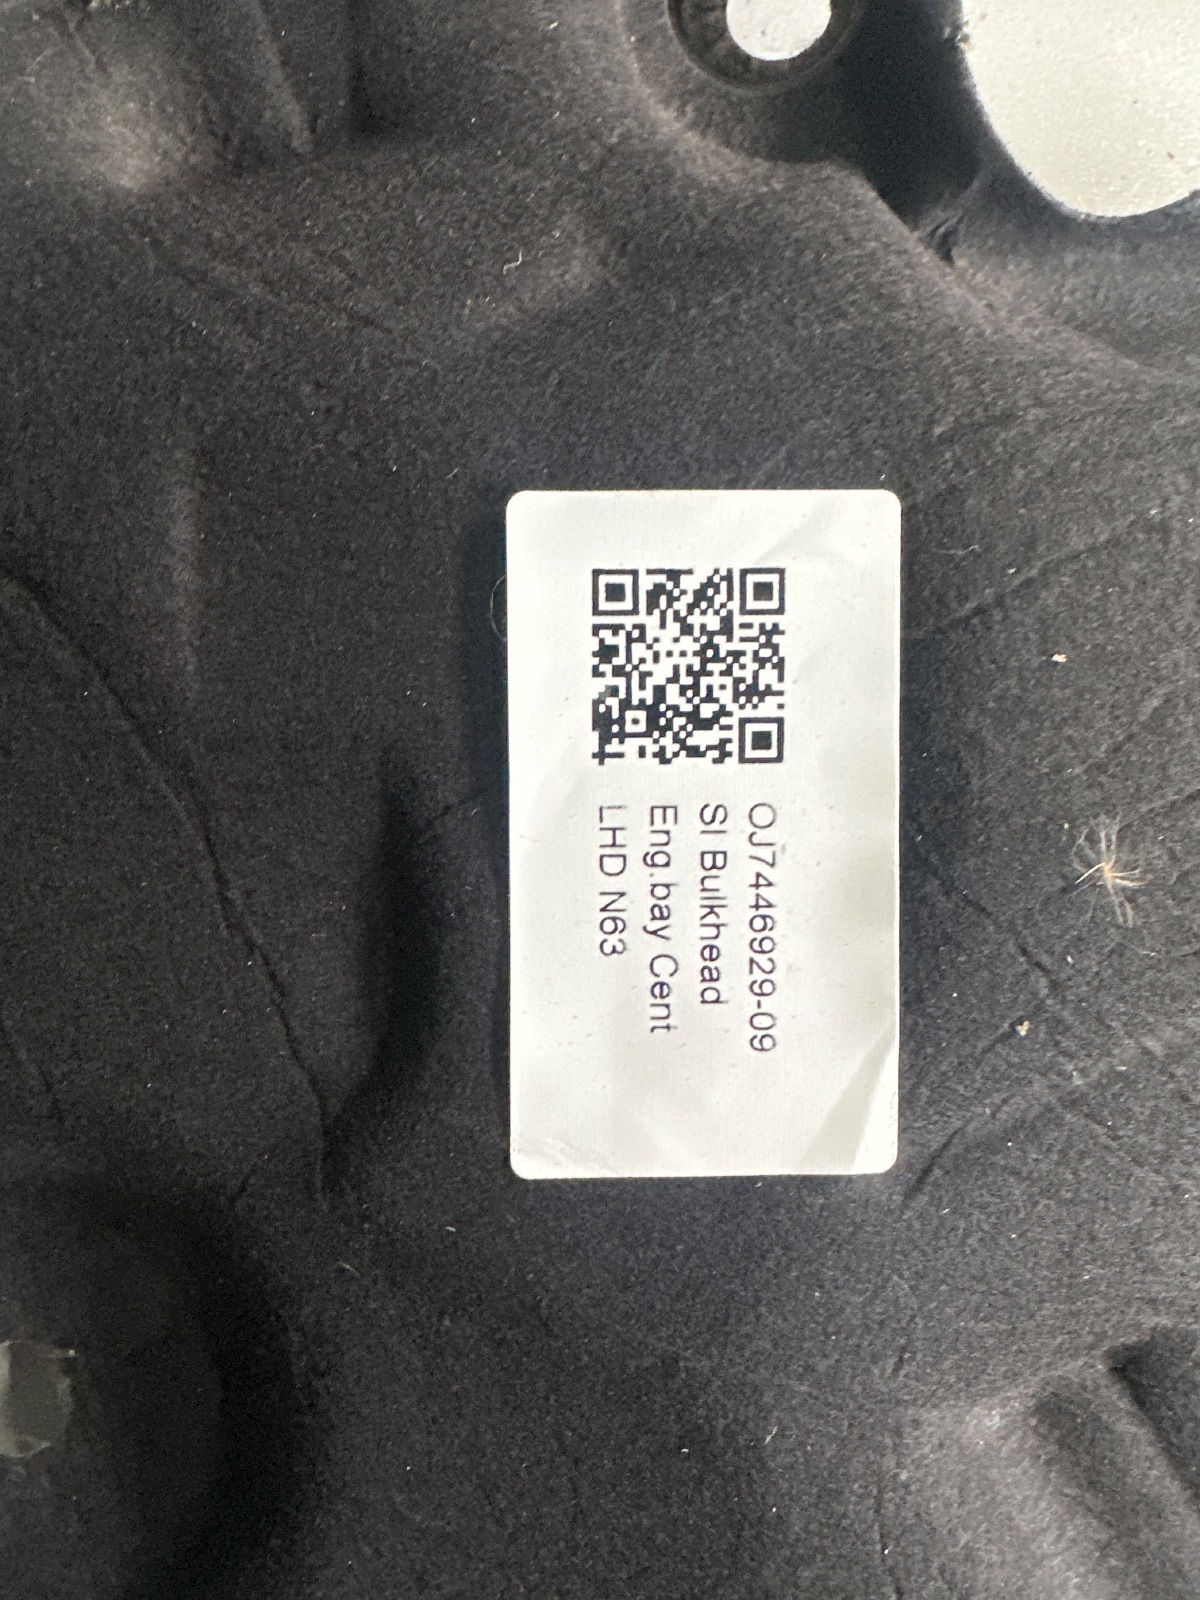 OJ7446929-09
SI Bulkhead
Eng.bay Cent
LHD N63